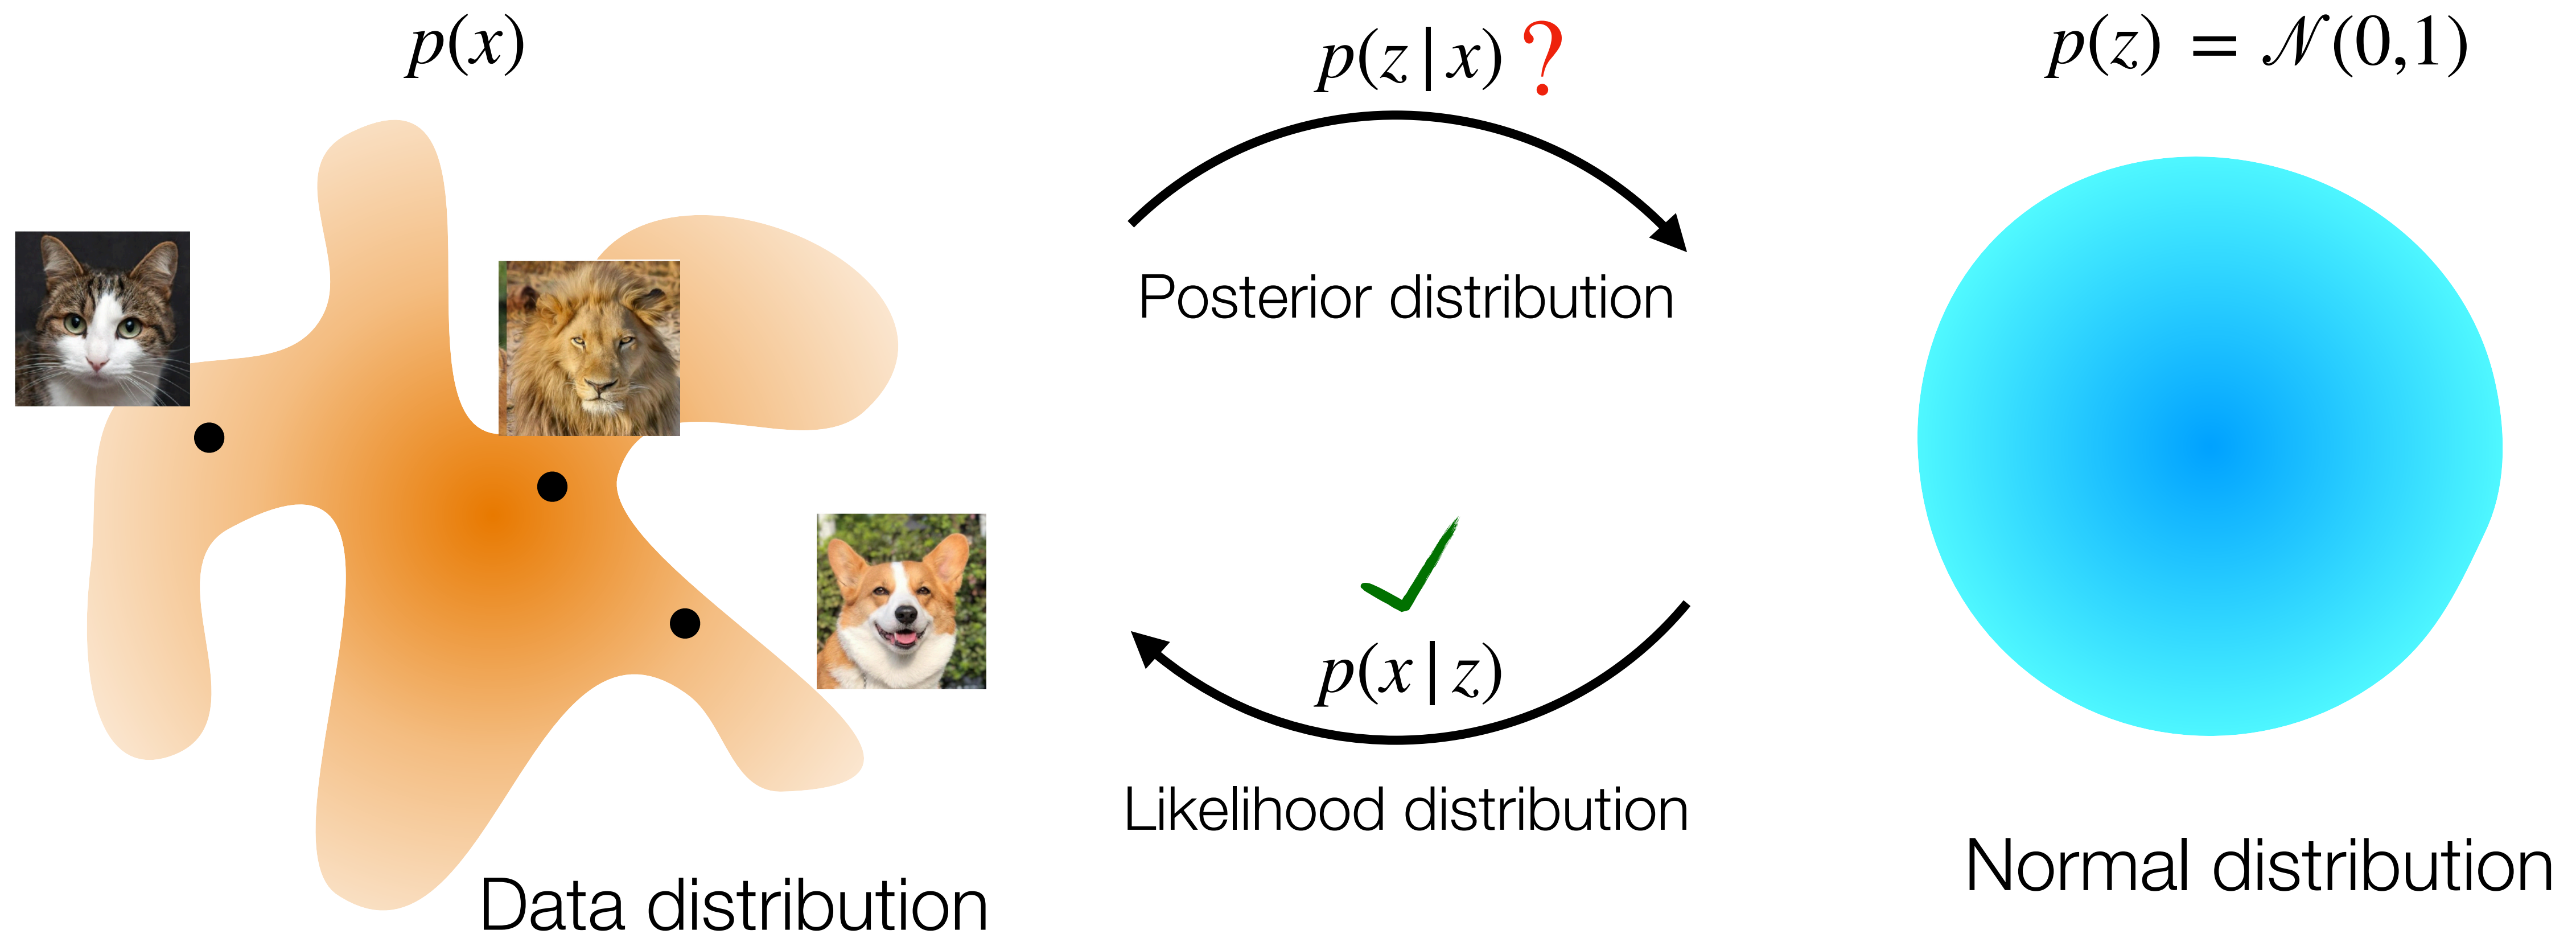 p(x)
p(z|x)?
p(z) = 𝒩(0,1)
Posterior distribution
p(x|z)
Likelihood distribution
Data distribution
Normal distribution